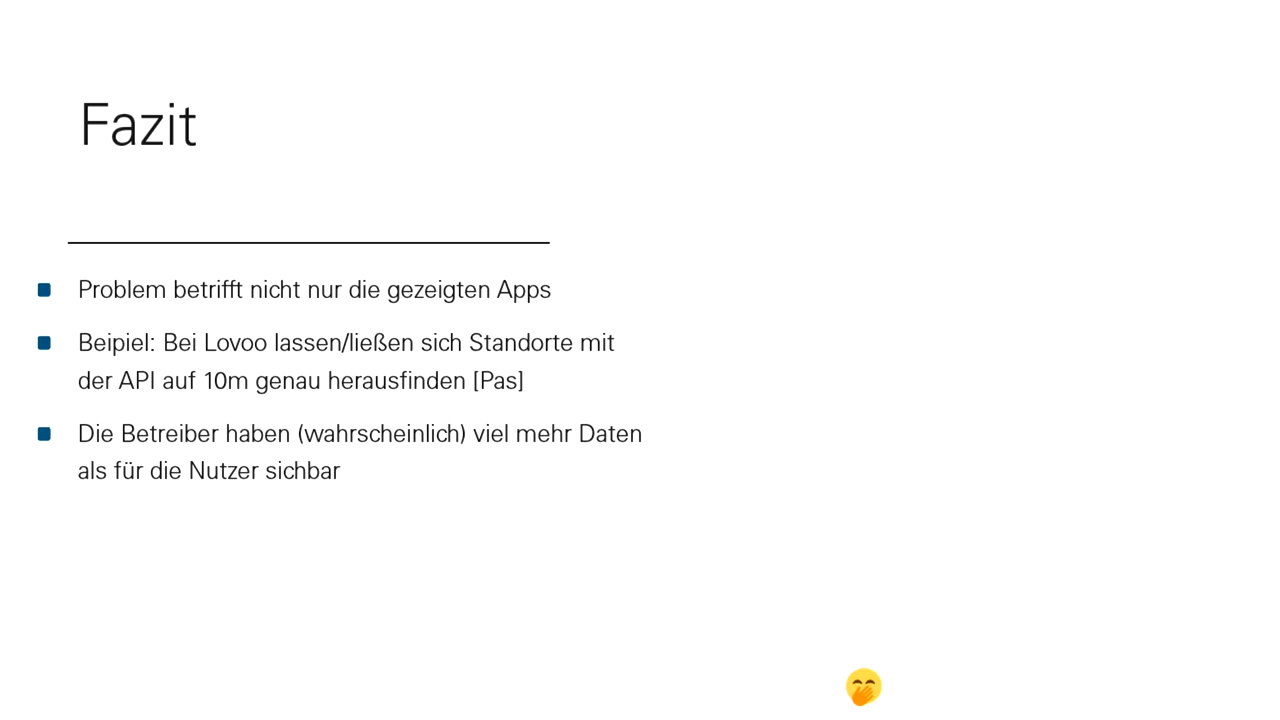 Fazit
Problem betrifft nicht nur die gezeigten Apps
Beipiel: Bei Lovoo lassen/ließen sich Standorte mit
der API auf 10m genau herausfinden [Pas]
Die Betreiber haben (wahrscheinlich) viel mehr Daten
als für die Nutzer sichbar